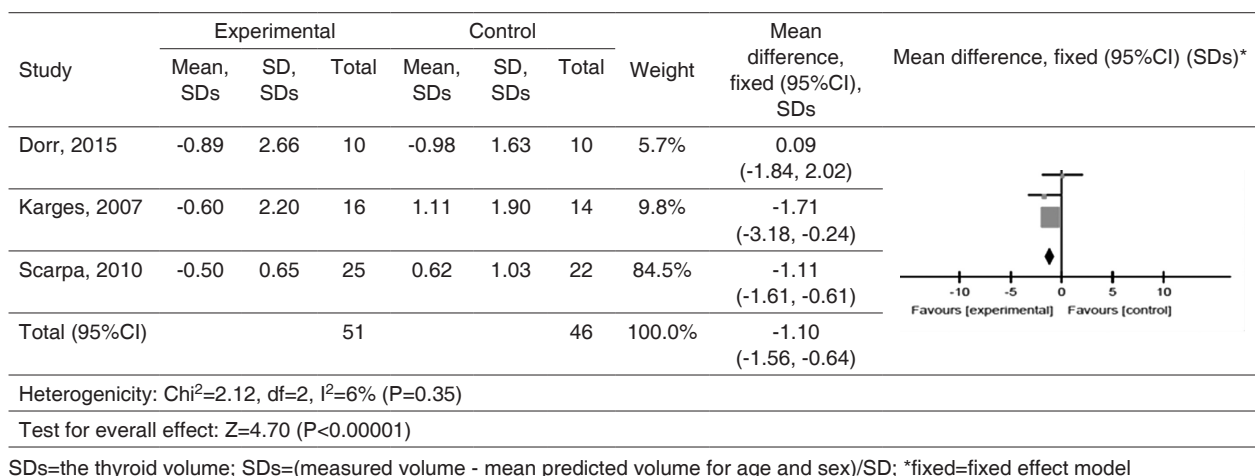 Experimental Control Mean difference, fixed (95%CI), SDs Mean difference, fixed (95%CI) (SDs)*
Study Mean, SDs SD, SDs Total Mean, SDs SD, SDs Total Weight
Dorr, 2015 -0.89 2.66 10 -0.98 1.63 10 5.7% 0.09 (-1.84, 2.02)
Karges, 2007 -0.60 2.20 16 1.11 1.90 14 9.8% -1.71 (-3.18, -0.24)
Scarpa, 2010 -0.50 0.65 25 0.62 1.03 22 84.5% -1.11 (-1.61, -0.61)
-10 -5 0 5 10
Favours [experimental] Favours [control]
Total (95%CI) 51 46 100.0% -1.10 (-1.56, -0.64)
Heterogenicity: Chi²=2.12, df=2, I²=6% (P=0.35)
Test for everall effect: Z=4.70 (P<0.00001)
SDs=the thyroid volume; SDs=(measured volume - mean predicted volume for age and sex)/SD; *fixed=fixed effect model